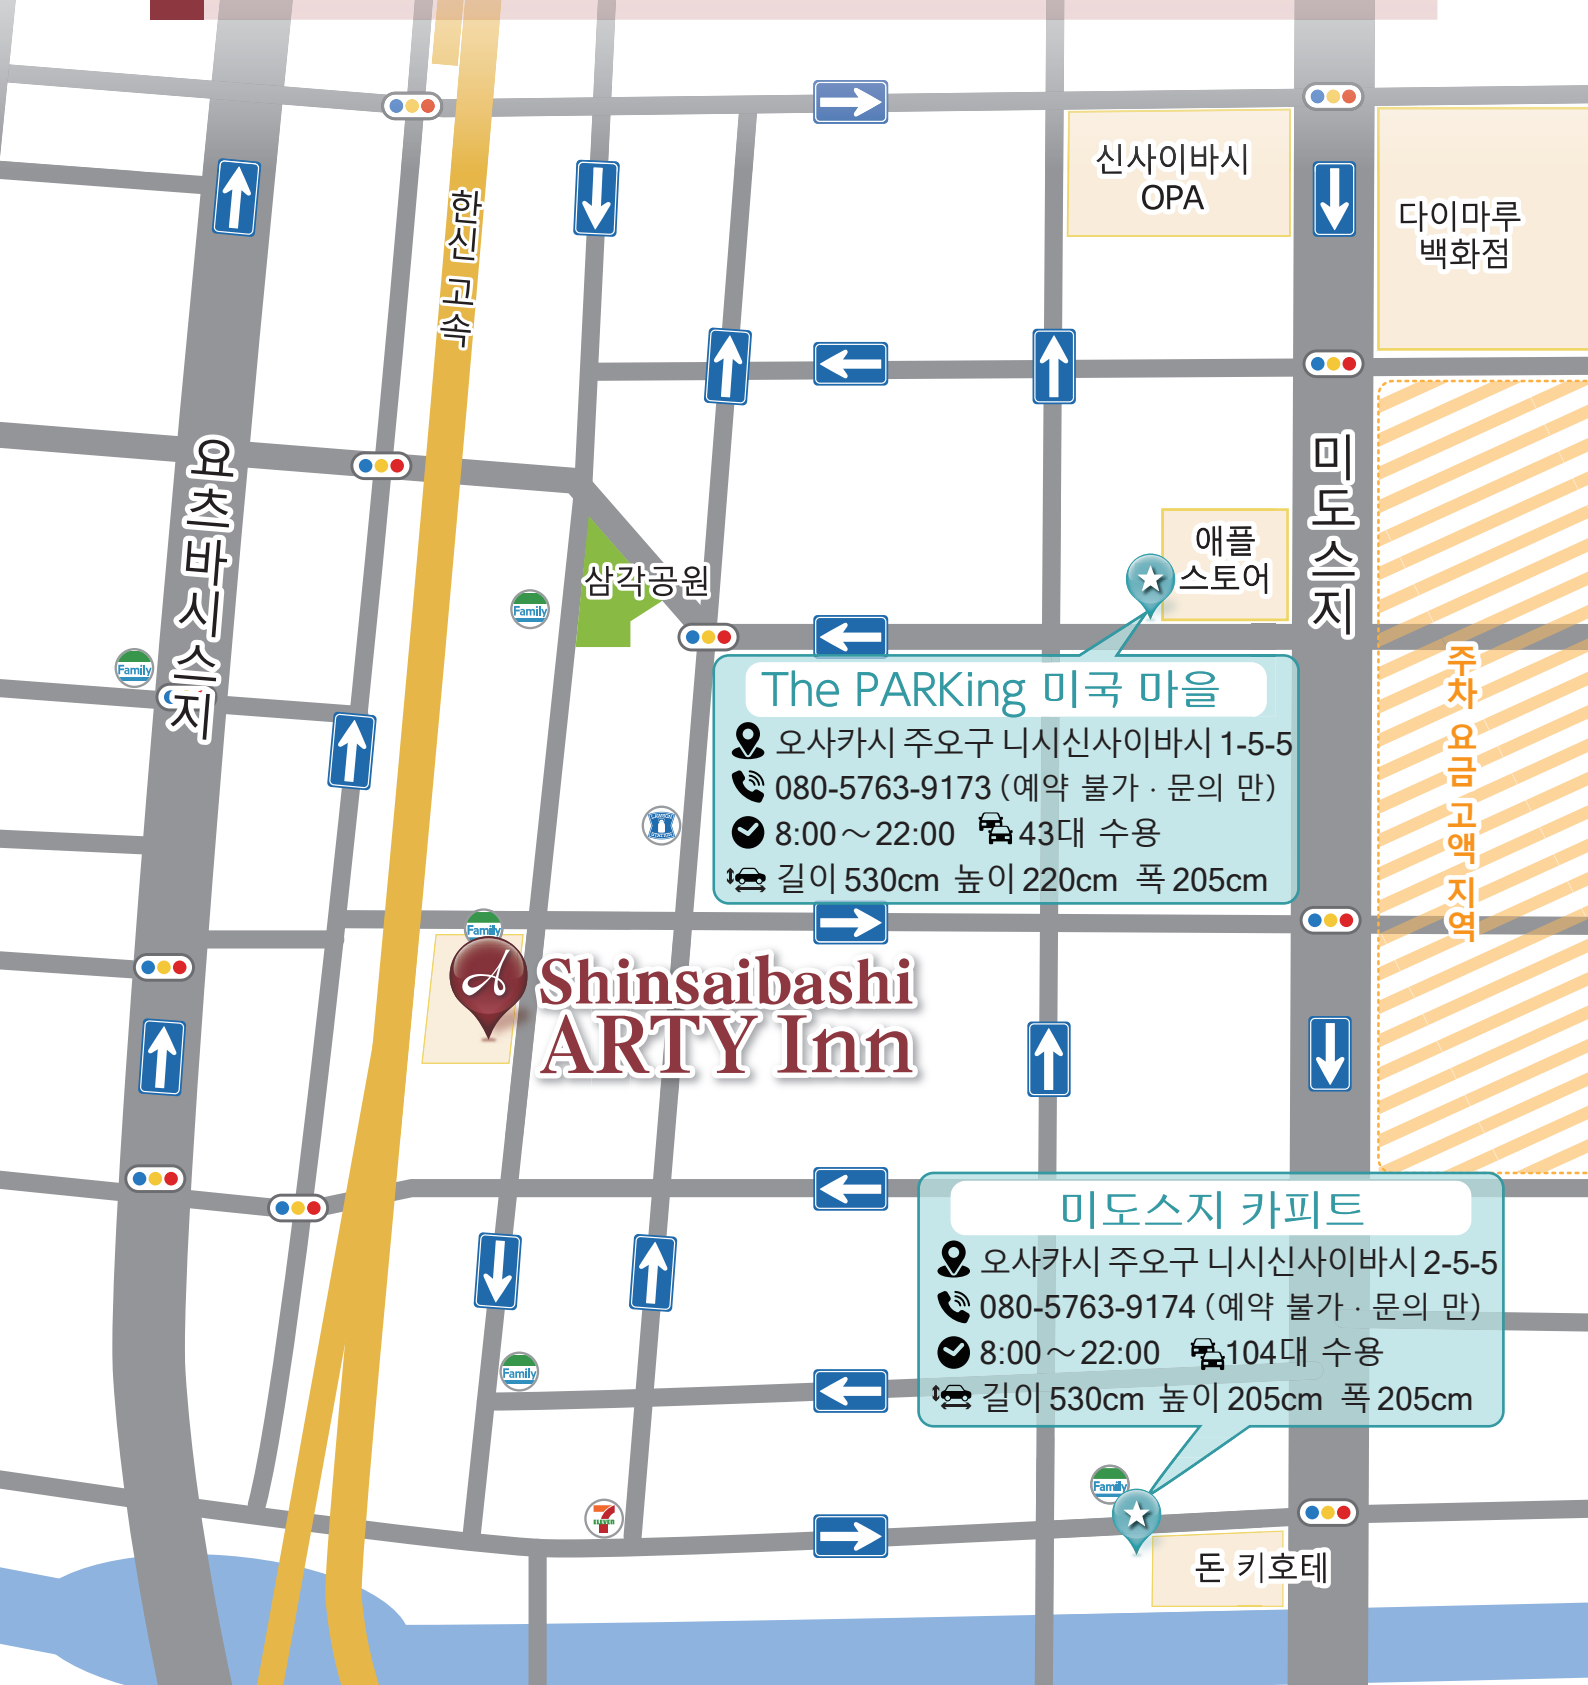 신사이바시
OPA
다이마루
백화점
한신 고속
요츠바시스지
미도스지
애플
스토어
삼각공원
Family
Family
주차 요금 고액 지역
The PARKing 미국 마을
오사카시 주오구 니시신사이바시 1-5-5
080-5763-9173 (예약 불가 · 문의 만)
8:00～22:00 43대 수용
길이 530cm 높이 220cm 폭 205cm
LAWSON
STATION
Family
A
Shinsaibashi
ARTY Inn
미도스지 카피트
오사카시 주오구 니시신사이바시 2-5-5
080-5763-9174 (예약 불가 · 문의 만)
8:00～22:00 104대 수용
길이 530cm 높이 205cm 폭 205cm
Family
Family
7
ELEVEN
돈 키호테